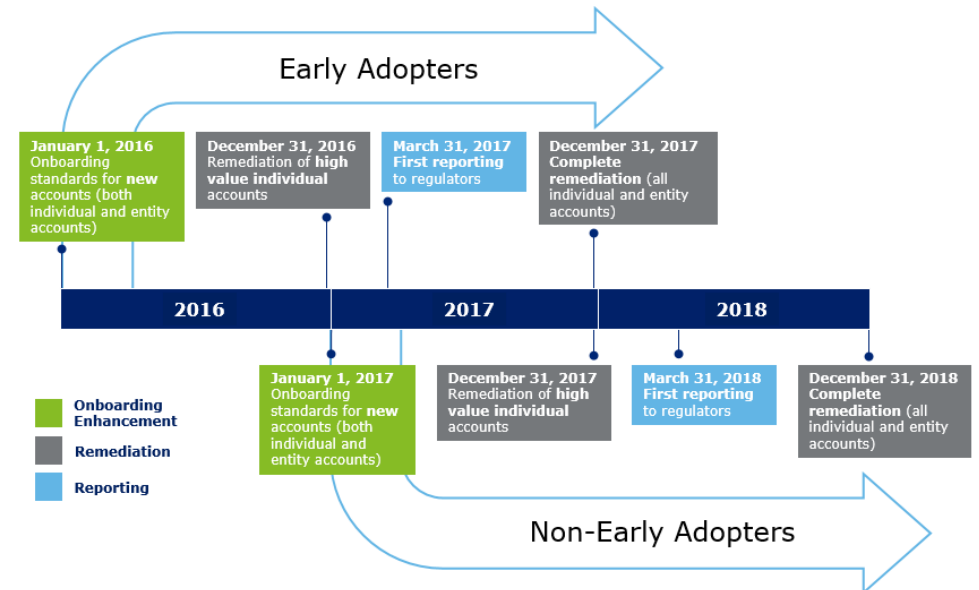 Early Adopters
January 1, 2016
Onboarding
standards for new
accounts (both
individual and entity
accounts)
December 31, 2016
Remediation of high
value individual
accounts
March 31, 2017
First reporting
to regulators
December 31, 2017
Complete
remediation (all
individual and entity
accounts)
2016
2017
2018
January 1, 2017
Onboarding
standards for new
accounts (both
individual and
entity accounts)
December 31, 2017
Remediation of high
value individual
accounts
March 31, 2018
First reporting
to regulators
December 31, 2018
Complete
remediation (all
individual and entity
accounts)
Onboarding
Enhancement
Remediation
Reporting
Non-Early Adopters